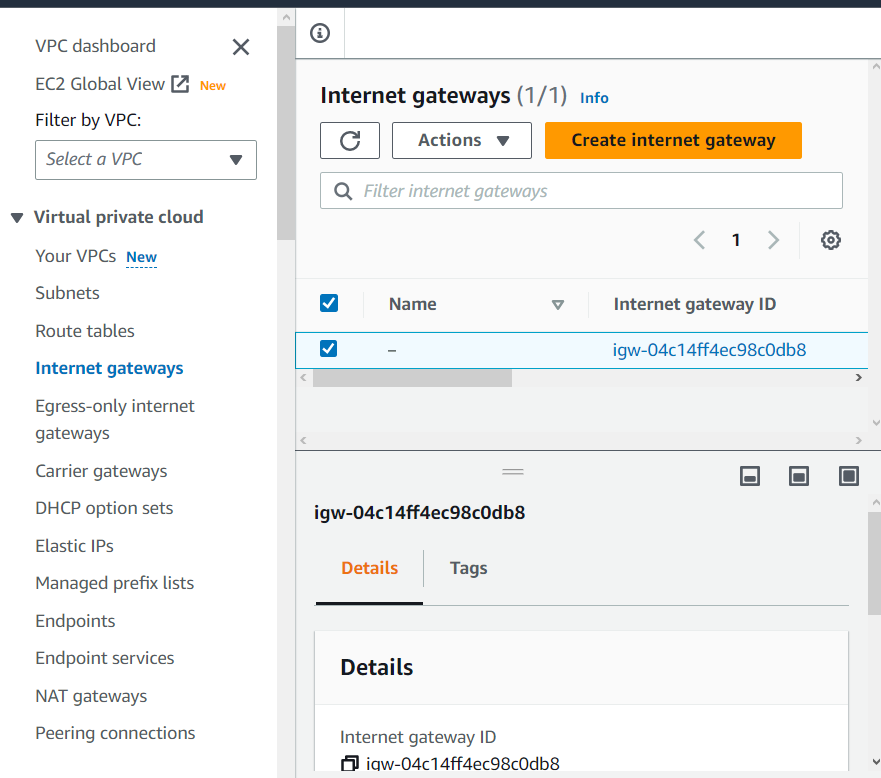 VPC dashboard
EC2 Global View New
Filter by VPC:
Select a VPC
Virtual private cloud
Your VPCs New
Subnets
Route tables
Internet gateways
Egress-only internet
gateways
Carrier gateways
DHCP option sets
Elastic IPs
Managed prefix lists
Endpoints
Endpoint services
NAT gateways
Peering connections
Internet gateways (1/1) Info
Actions
Create internet gateway
Filter internet gateways
1
Name Internet gateway ID
– igw-04c14ff4ec98c0db8
igw-04c14ff4ec98c0db8
Details Tags
Details
Internet gateway ID
igw-04c14ff4ec98c0db8